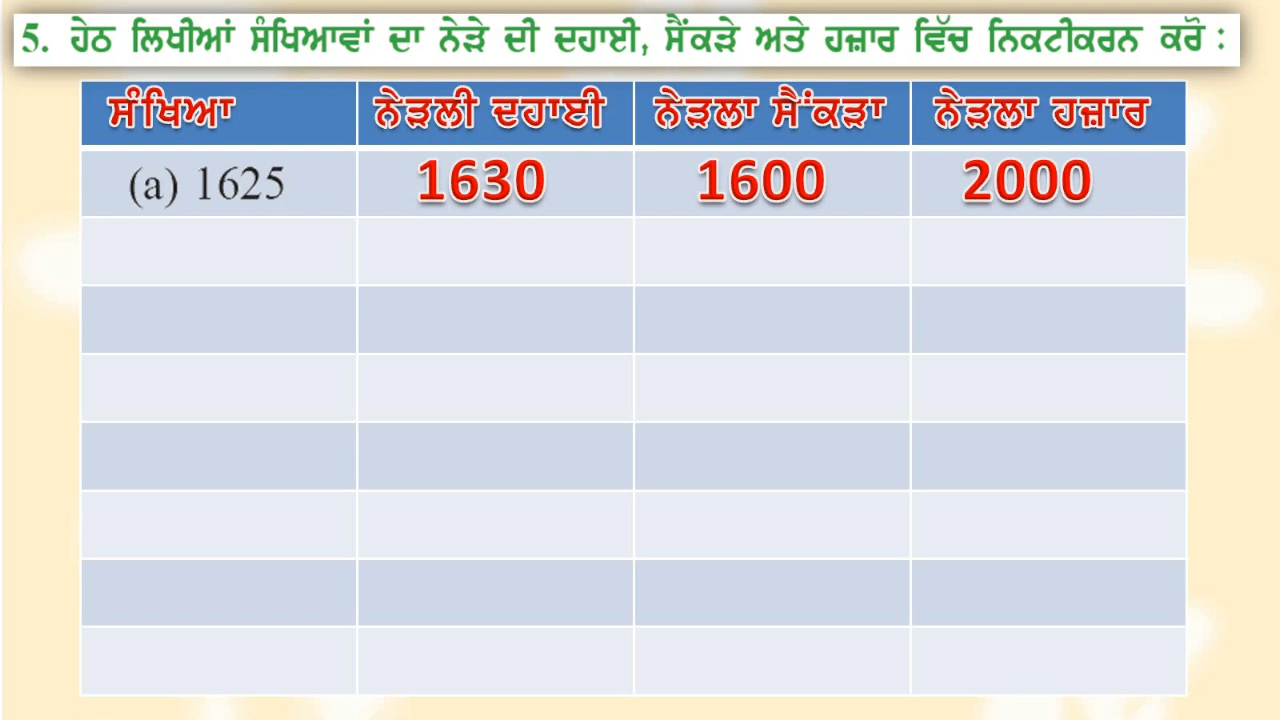 5. ਹੇਠ ਲਿਖੀਆਂ ਸੰਖਿਆਵਾਂ ਦਾ ਨੇੜੇ ਦੀ ਦਹਾਈ, ਸੈਂਕੜੇ ਅਤੇ ਹਜ਼ਾਰ ਵਿੱਚ ਨਿਕਟੀਕਰਨ ਕਰੋ :
ਸੰਖਿਆ ਨੇੜਲੀ ਦਹਾਈ ਨੇੜਲਾ ਸੈਂਕੜਾ ਨੇੜਲਾ ਹਜ਼ਾਰ
(a) 1625 1630 1600 2000